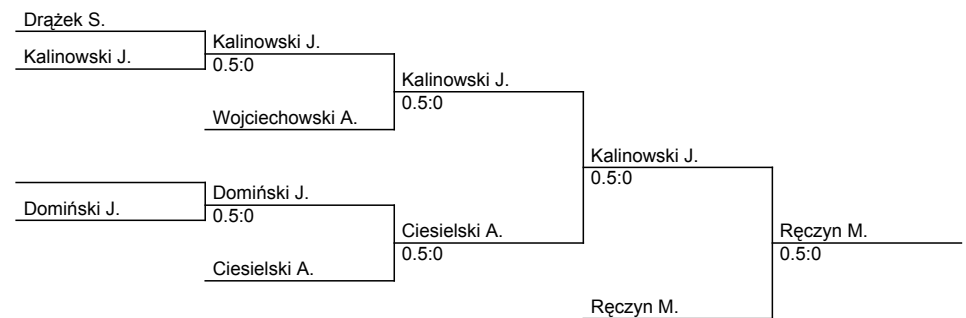 Drążek S.
Kalinowski J.
Kalinowski J.
0.5:0
Wojciechowski A.
Kalinowski J.
0.5:0
Domiński J.
Domiński J.
0.5:0
Ciesielski A.
Ciesielski A.
0.5:0
Kalinowski J.
0.5:0
Ręczyn M.
Ręczyn M.
0.5:0